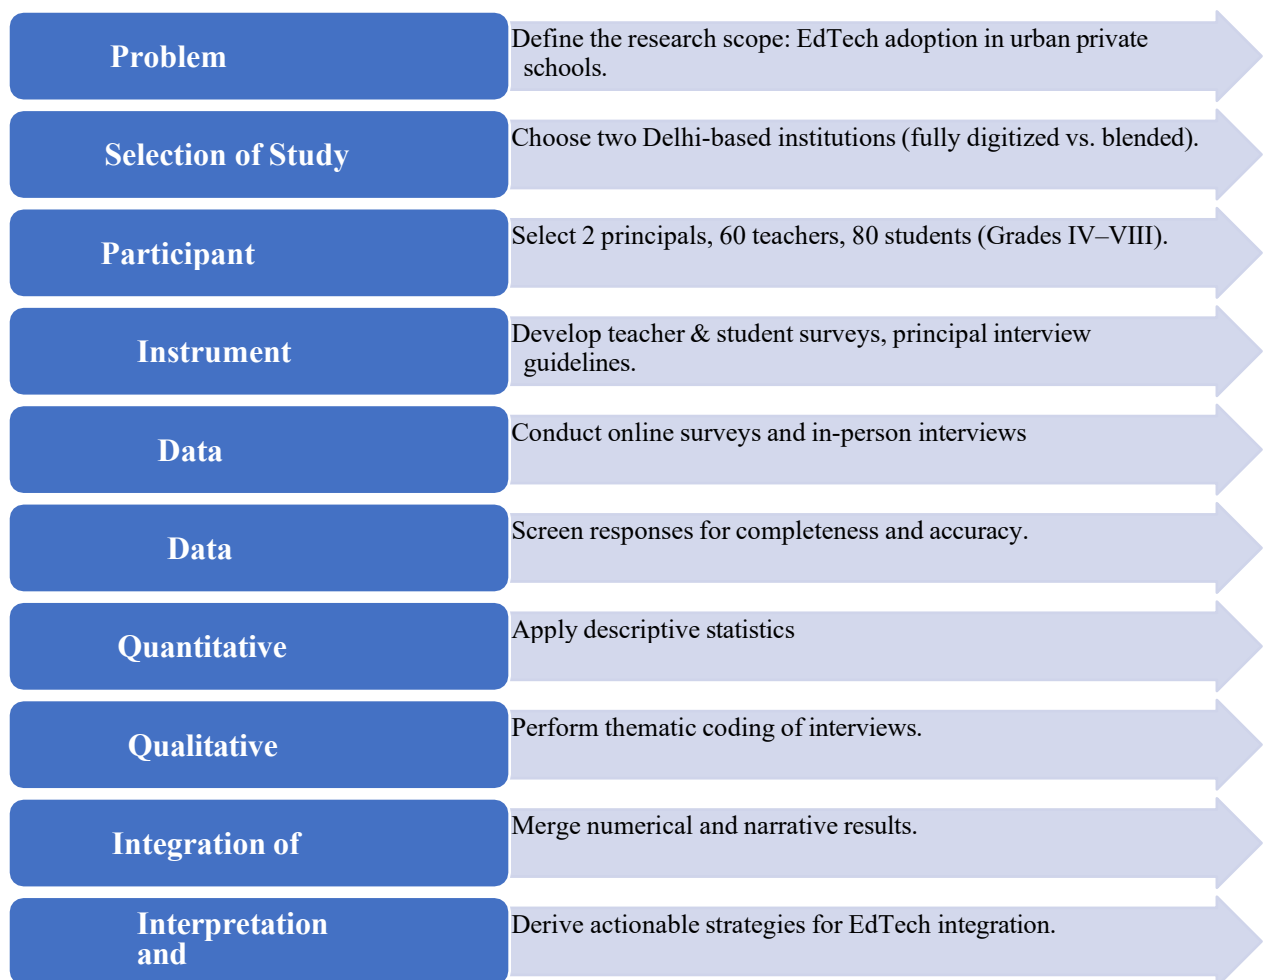 Problem
Define the research scope: EdTech adoption in urban private
schools.
Selection of Study
Choose two Delhi-based institutions (fully digitized vs. blended).
Participant
Select 2 principals, 60 teachers, 80 students (Grades IV–VIII).
Instrument
Develop teacher & student surveys, principal interview
guidelines.
Data
Conduct online surveys and in-person interviews
Data
Screen responses for completeness and accuracy.
Quantitative
Apply descriptive statistics
Qualitative
Perform thematic coding of interviews.
Integration of
Merge numerical and narrative results.
Interpretation
and
Derive actionable strategies for EdTech integration.